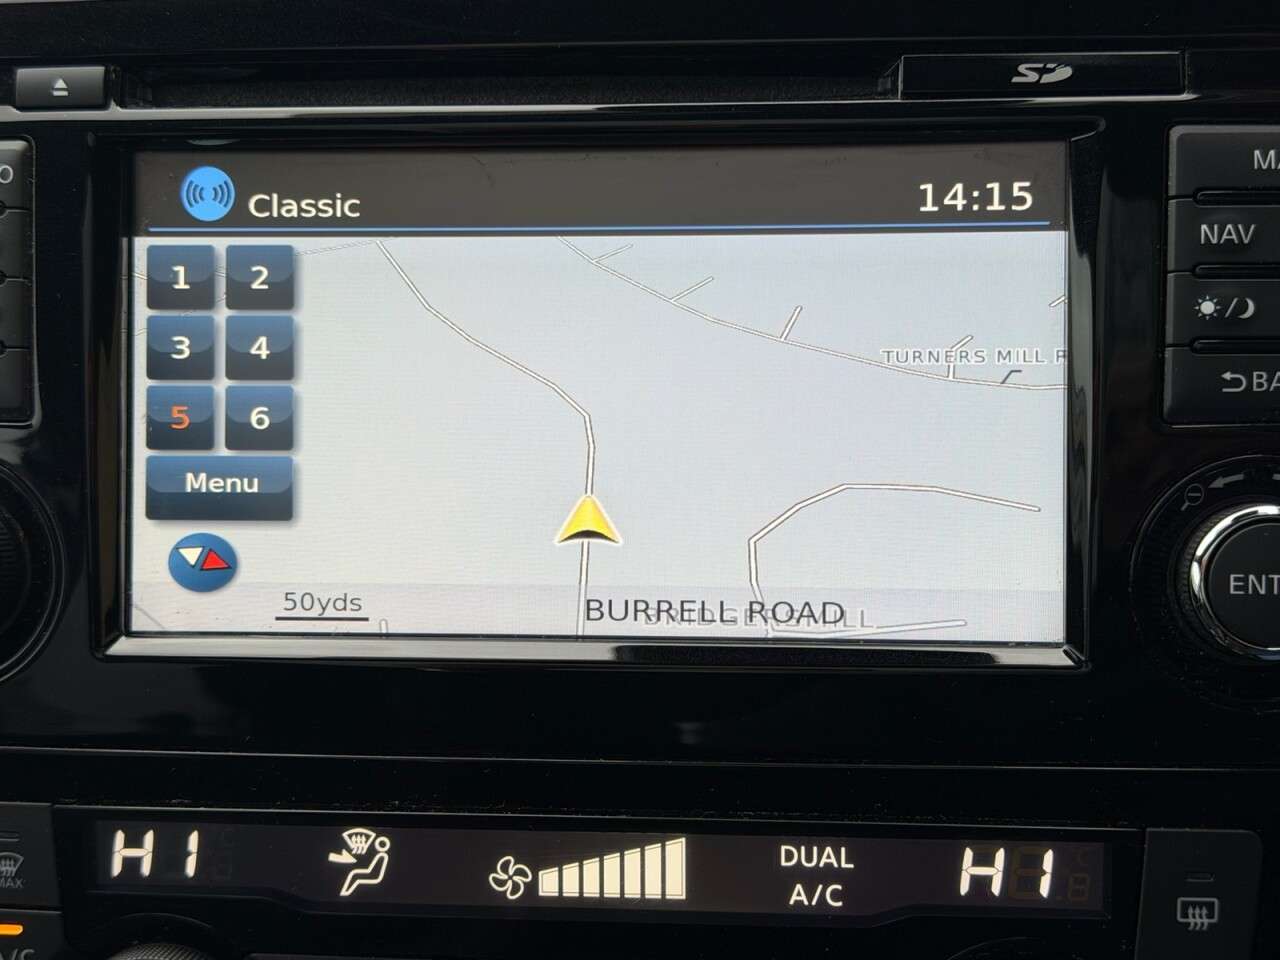 SD
Classic
14:15
1 2
3 4
5 6
Menu
TURNERS MILL
50yds
BURRELL ROAD
NAV
MAX
HI
DUAL
A/C
HI